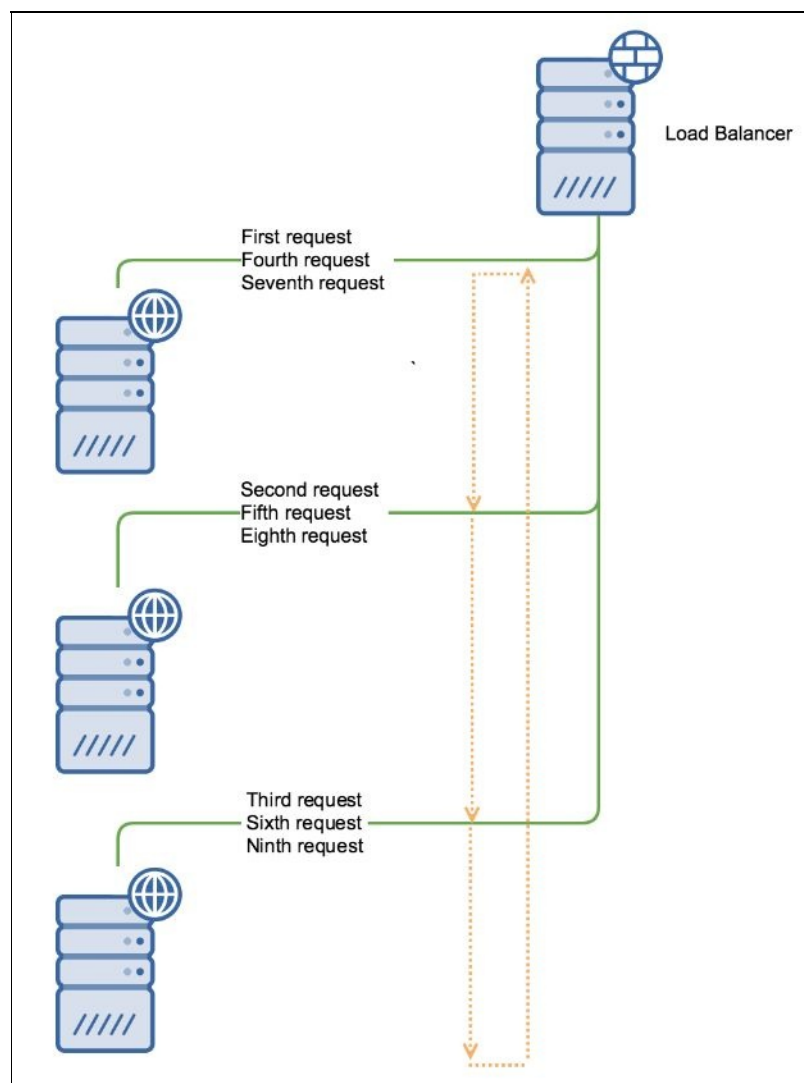 Load Balancer
First request
Fourth request
Seventh request
Second request
Fifth request
Eighth request
Third request
Sixth request
Ninth request